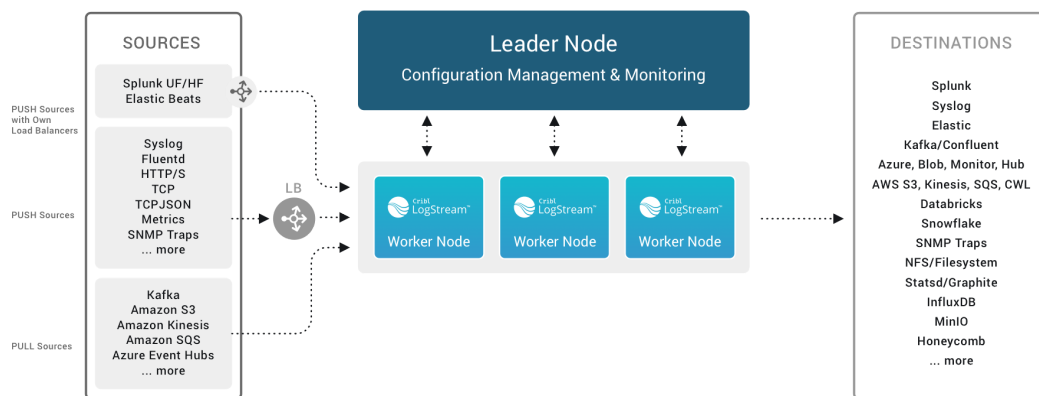 SOURCES
PUSH Sources
with Own
Load Balancers
Splunk UF/HF
Elastic Beats
PUSH Sources
Syslog
Fluentd
HTTP/S
TCP
TCPJSON
Metrics
SNMP Traps
... more
PULL Sources
Kafka
Amazon S3
Amazon Kinesis
Amazon SQS
Azure Event Hubs
... more
LB
Leader Node
Configuration Management & Monitoring
Cribl
LogStream™
Worker Node
Cribl
LogStream™
Worker Node
Cribl
LogStream™
Worker Node
DESTINATIONS
Splunk
Syslog
Elastic
Kafka/Confluent
Azure, Blob, Monitor, Hub
AWS S3, Kinesis, SQS, CWL
Databricks
Snowflake
SNMP Traps
NFS/Filesystem
Statsd/Graphite
InfluxDB
MinIO
Honeycomb
... more